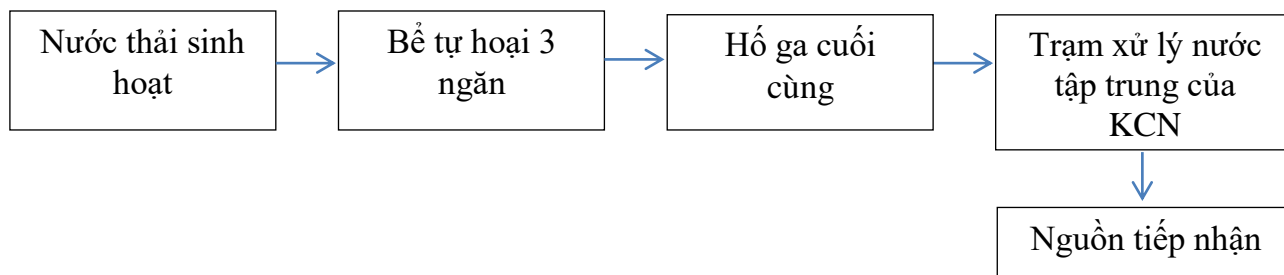 Nước thải sinh
hoạt
Bể tự hoại 3
ngăn
Hố ga cuối
cùng
Trạm xử lý nước
tập trung của
KCN
Nguồn tiếp nhận